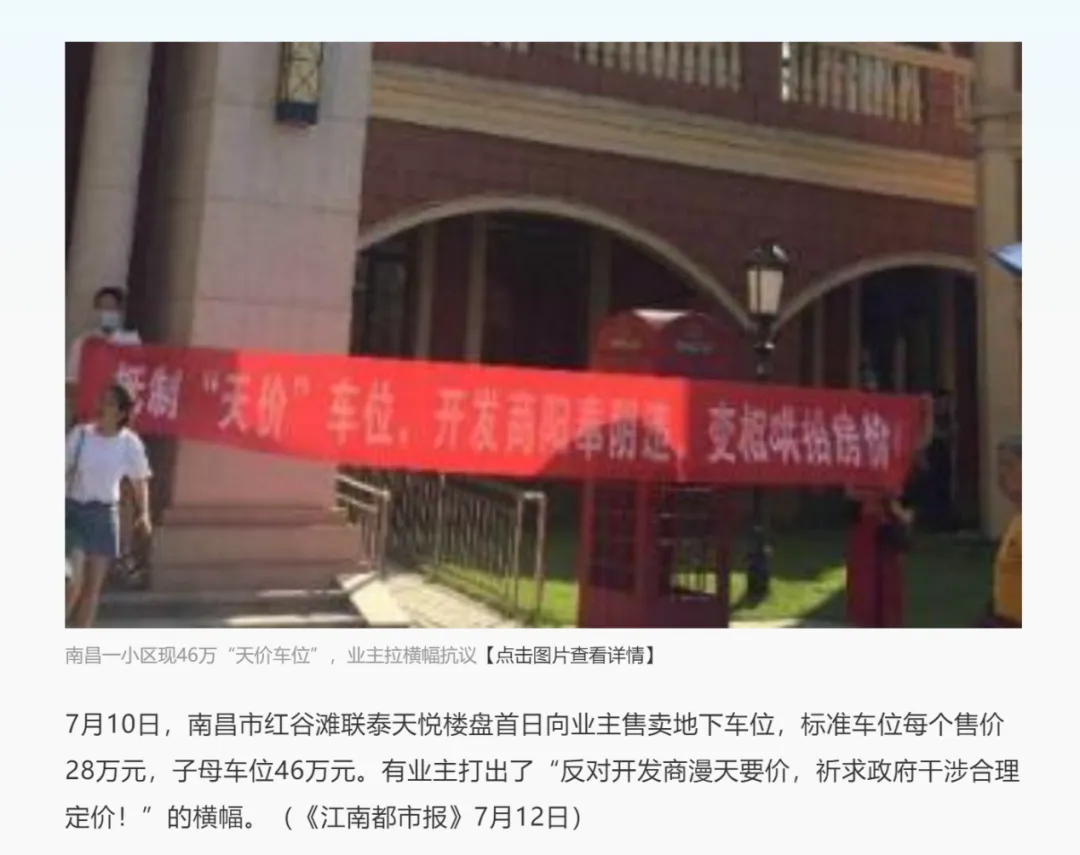 抵制“天价”车位，开发商阳奉阴违，变相哄抬房价！
南昌一小区现46万“天价车位”，业主拉横幅抗议【点击图片查看详情】
7月10日，南昌市红谷滩联泰天悦楼盘首日向业主售卖地下车位，标准车位每个售价
28万元，子母车位46万元。有业主打出了“反对开发商漫天要价，祈求政府干涉合理
定价！”的横幅。（《江南都市报》7月12日）